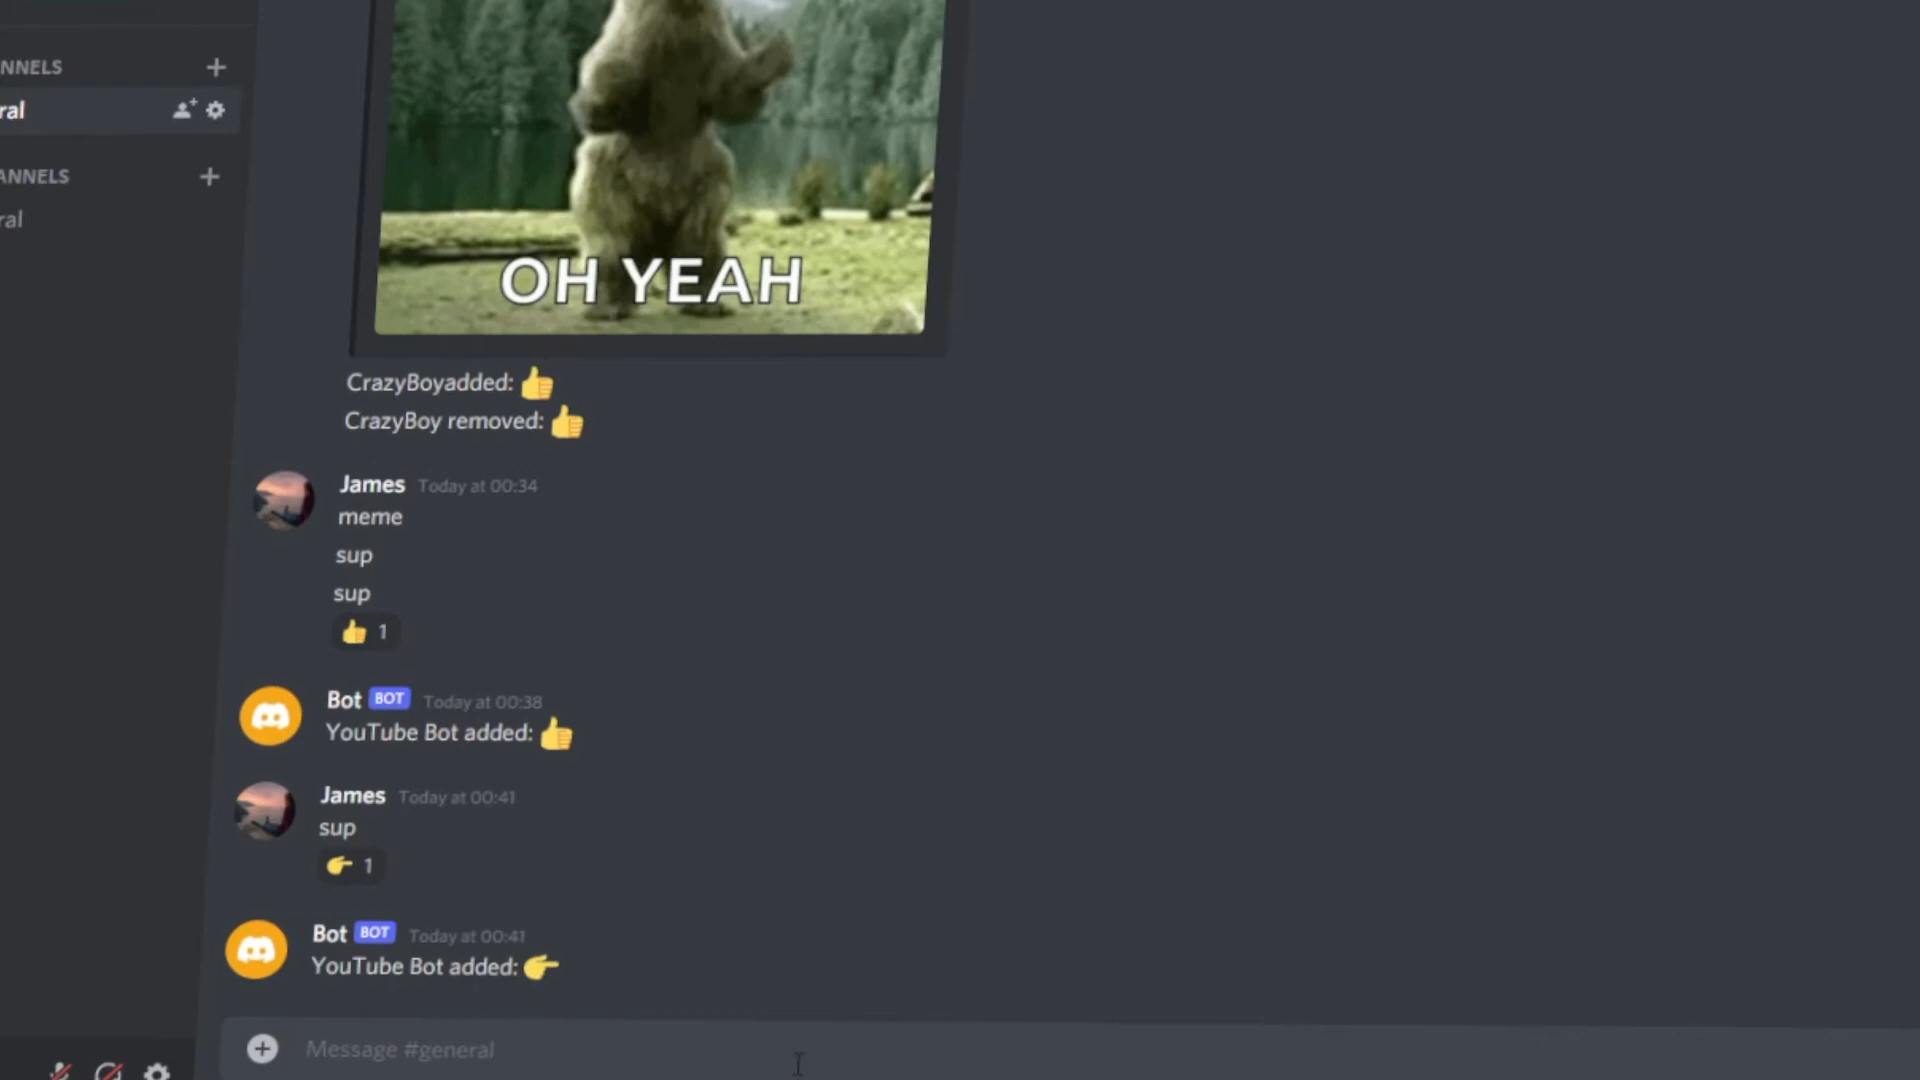 NNELS
ral
ANNELS
ral
OH YEAH
CrazyBoyadded: 👍
CrazyBoy removed: 👍
James Today at 00:34
meme
sup
sup
👍 1
Bot BOT Today at 00:38
YouTube Bot added: 👍
James Today at 00:41
sup
👉 1
Bot BOT Today at 00:41
YouTube Bot added: 👉
Message #general